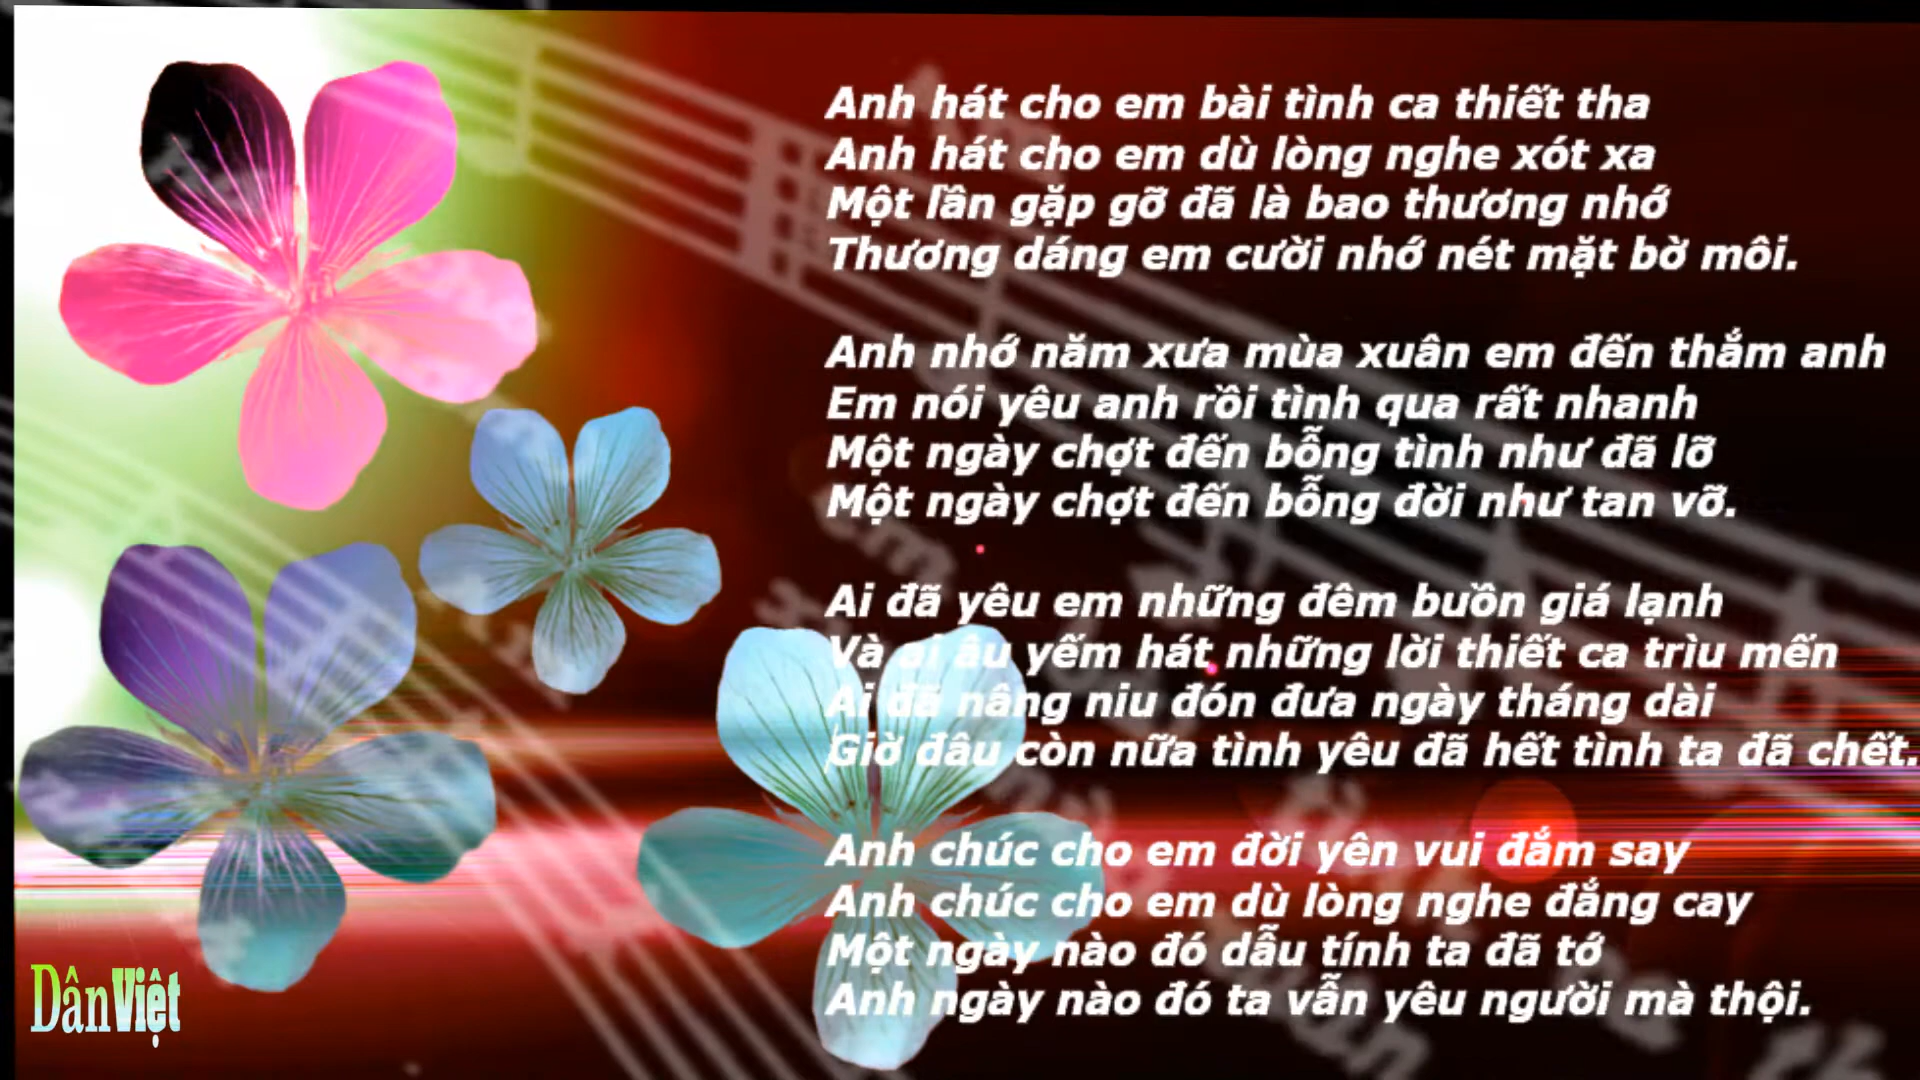 Anh hát cho em bài tình ca thiết tha
Anh hát cho em dù lòng nghe xót xa
Một lần gặp gỡ đã là bao thương nhớ
Thương dáng em cười nhớ nét mặt bờ môi.
Anh nhớ năm xưa mùa xuân em đến thắm anh
Em nói yêu anh rồi tình qua rất nhanh
Một ngày chợt đến bỗng tình như đã lỡ
Một ngày chợt đến bỗng đời như tan vỡ.
Ai đã yêu em những đêm buồn giá lạnh
Và ai âu yếm hát những lời thiết ca trìu mến
Ai đã nâng niu đón đưa ngày tháng dài
Giờ đâu còn nữa tình yêu đã hết tình ta đã chết.
Anh chúc cho em đời yên vui đắm say
Anh chúc cho em dù lòng nghe đắng cay
Một ngày nào đó dẫu tính ta đã tớ
Anh ngày nào đó ta vẫn yêu người mà thội.
DânViệt